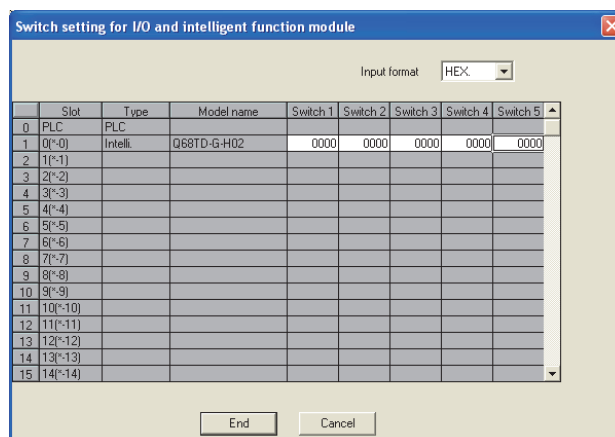 Switch setting for I/O and intelligent function module
Input format HEX.
Slot Type Model name Switch 1 Switch 2 Switch 3 Switch 4 Switch 5
0 PLC PLC
1 0(*-0) Intelli. Q68TD-G-H02 0000 0000 0000 0000 0000
2 1(*-1)
3 2(*-2)
4 3(*-3)
5 4(*-4)
6 5(*-5)
7 6(*-6)
8 7(*-7)
9 8(*-8)
10 9(*-9)
11 10(*-10)
12 11(*-11)
13 12(*-12)
14 13(*-13)
15 14(*-14)
End Cancel